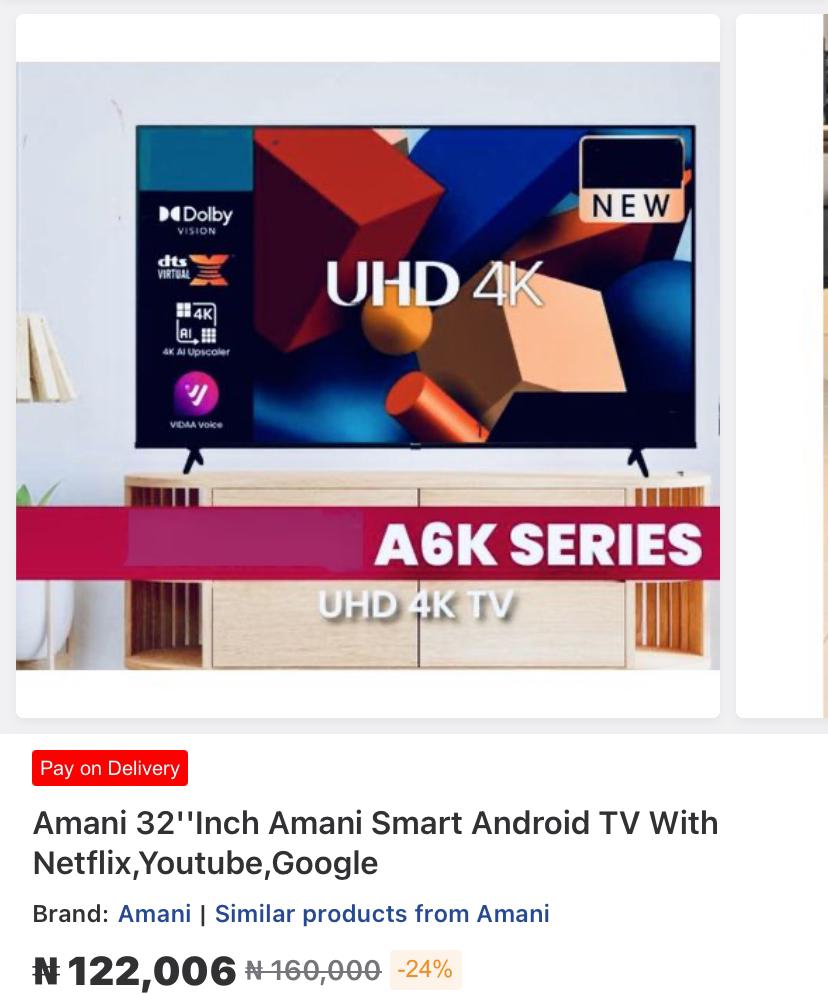 Dolby
VISION
dts X
VIRTUAL
4K
AI
4K AI Upscaler
VIDAA Voice
NEW
UHD 4K
A6K SERIES
UHD 4K TV
Pay on Delivery
Amani 32''Inch Amani Smart Android TV With
Netflix,Youtube,Google
Brand: Amani | Similar products from Amani
₦ 122,006 ₦ 160,000 -24%